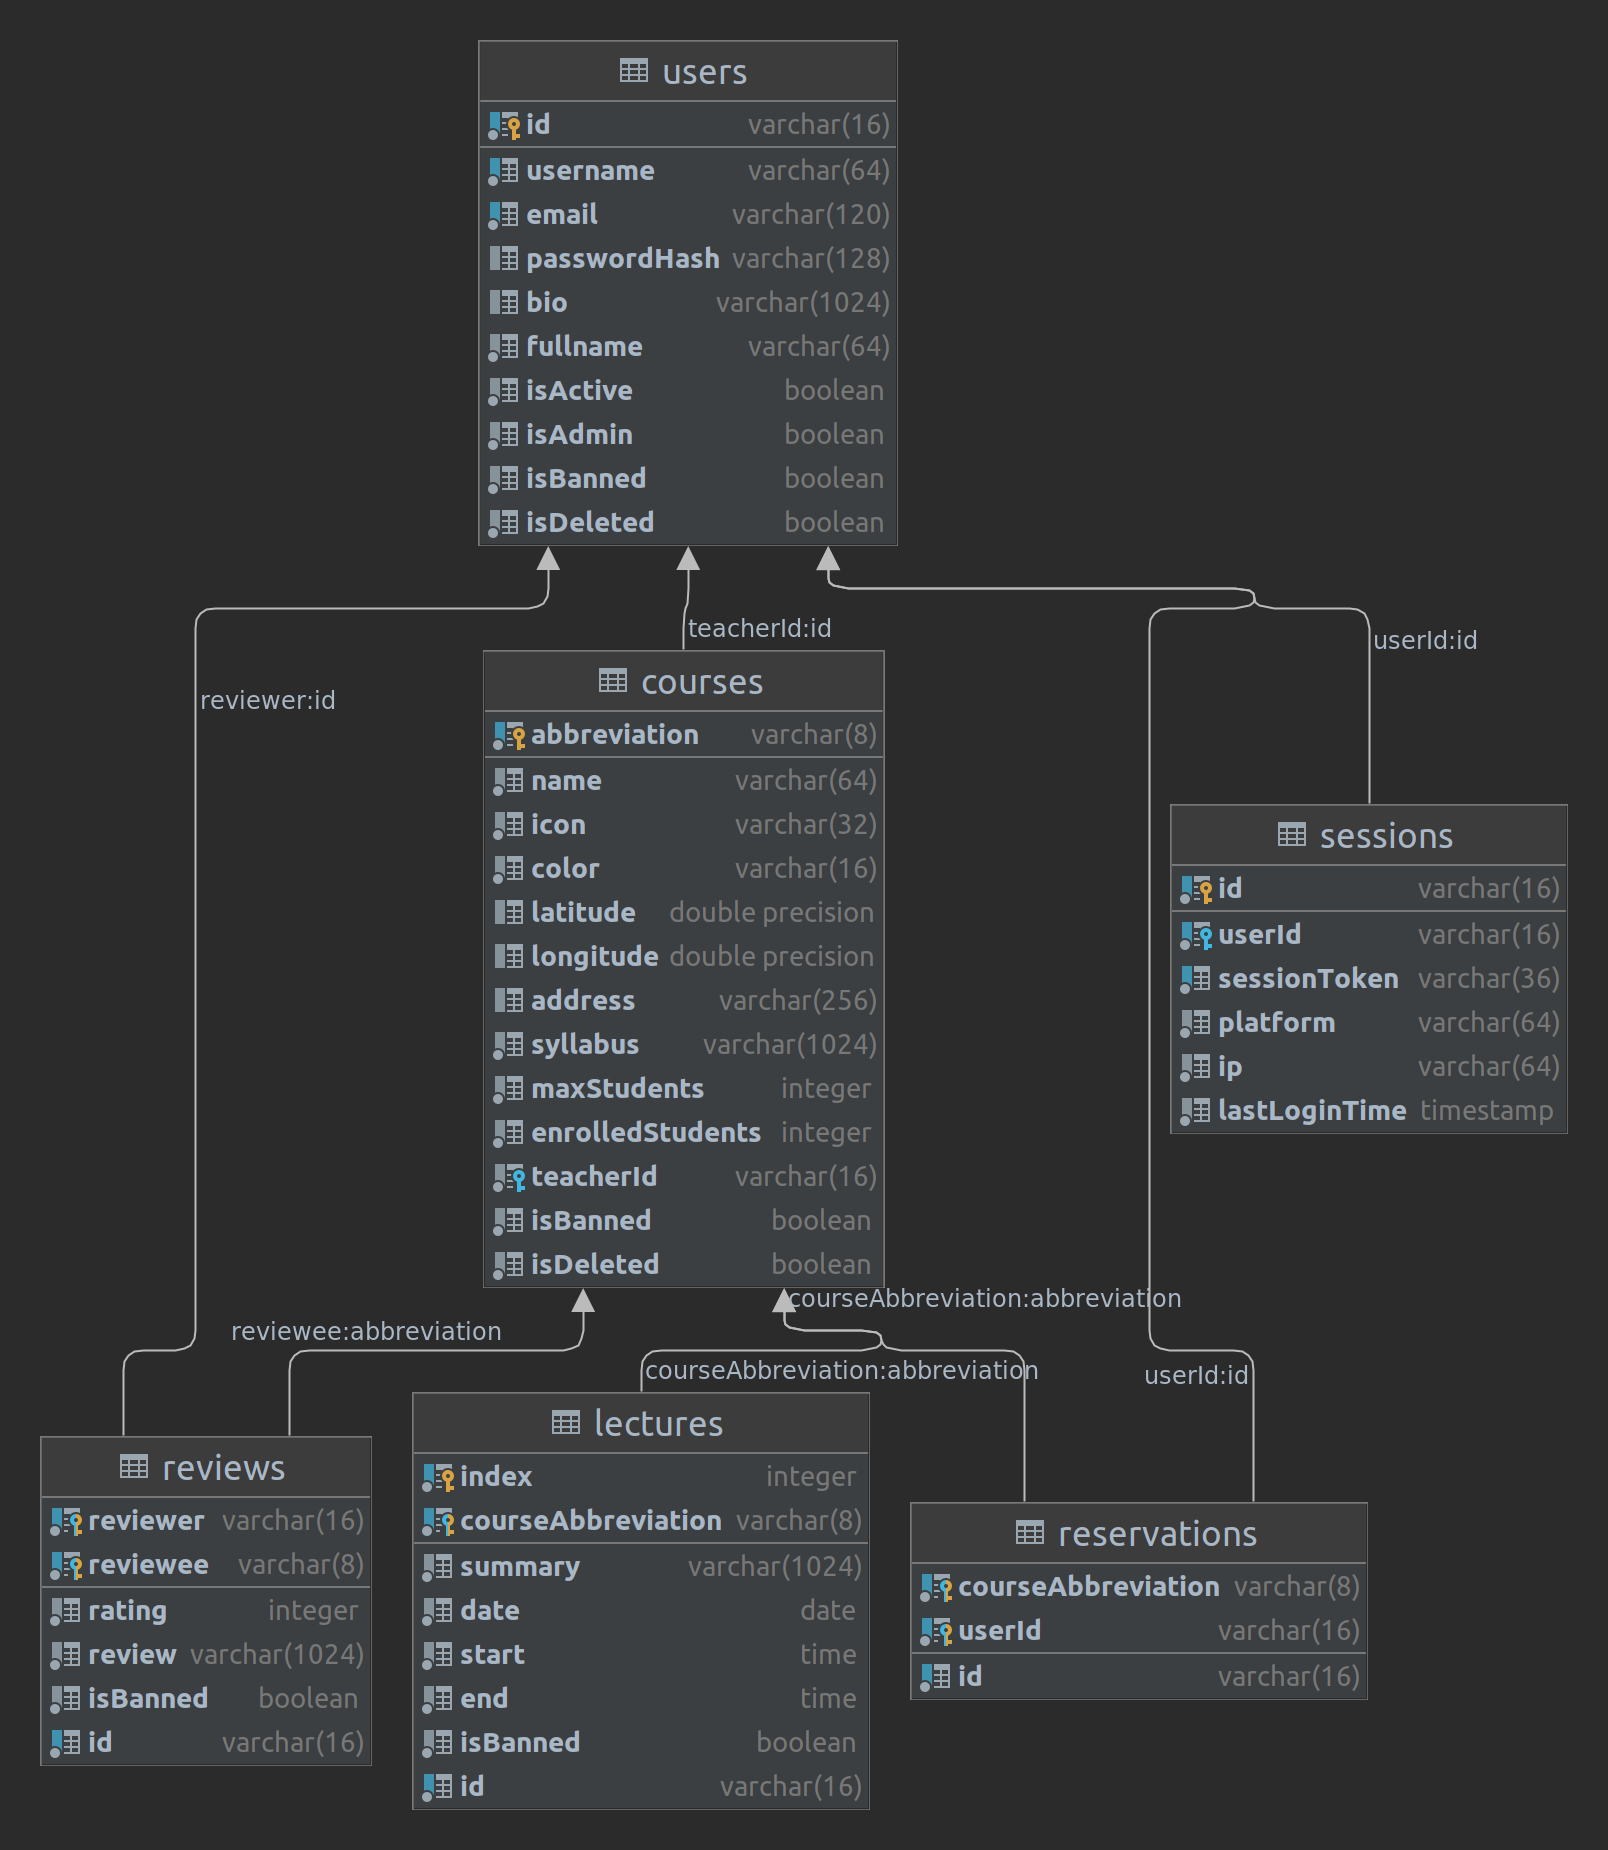 users
id varchar(16)
username varchar(64)
email varchar(120)
passwordHash varchar(128)
bio varchar(1024)
fullname varchar(64)
isActive boolean
isAdmin boolean
isBanned boolean
isDeleted boolean
teacherId:id
userId:id
reviewer:id
courses
abbreviation varchar(8)
name varchar(64)
icon varchar(32)
color varchar(16)
latitude double precision
longitude double precision
address varchar(256)
syllabus varchar(1024)
maxStudents integer
enrolledStudents integer
teacherId varchar(16)
isBanned boolean
isDeleted boolean
sessions
id varchar(16)
userId varchar(16)
sessionToken varchar(36)
platform varchar(64)
ip varchar(64)
lastLoginTime timestamp
courseAbbreviation:abbreviation
reviewee:abbreviation
courseAbbreviation:abbreviation
userId:id
reviews
reviewer varchar(16)
reviewee varchar(8)
rating integer
review varchar(1024)
isBanned boolean
id varchar(16)
lectures
index integer
courseAbbreviation varchar(8)
summary varchar(1024)
date date
start time
end time
isBanned boolean
id varchar(16)
reservations
courseAbbreviation varchar(8)
userId varchar(16)
id varchar(16)